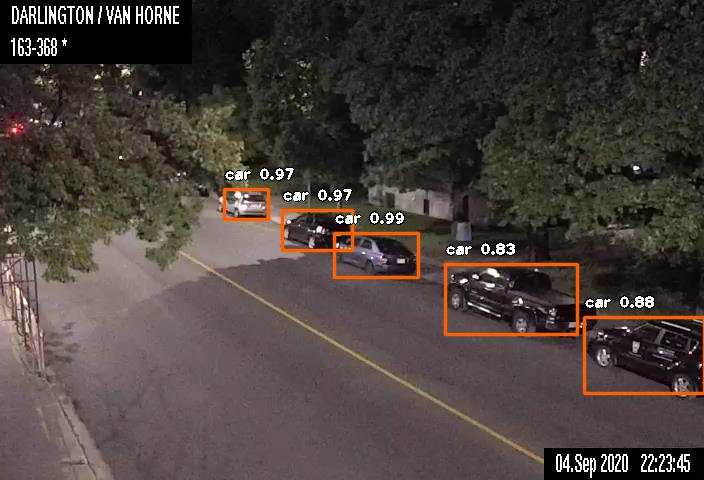 DARLINGTON / VAN HORNE
163-368 *
car 0.97
car 0.97
car 0.99
car 0.83
car 0.88
04.Sep 2020 22:23:45